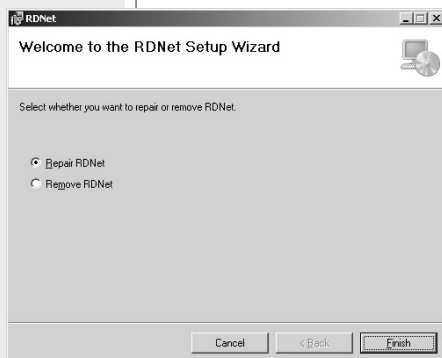 RDNet
Welcome to the RDNet Setup Wizard
Select whether you want to repair or remove RDNet.
Repair RDNet
Remove RDNet
Cancel
< Back
Finish